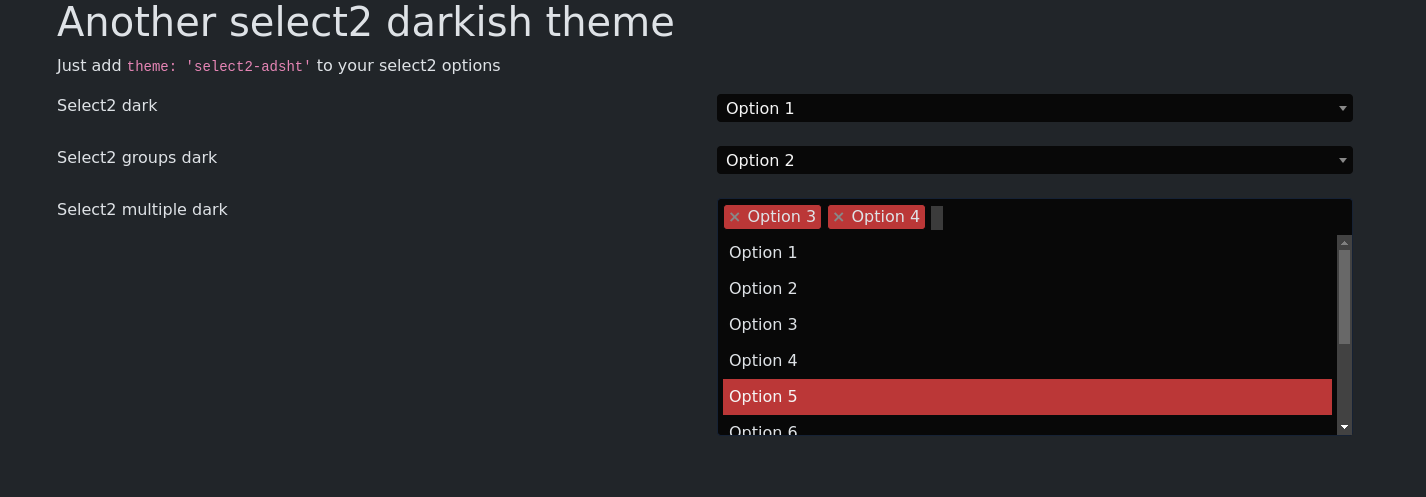 Another select2 darkish theme
Just add theme: 'select2-adsht' to your select2 options
Select2 dark
Option 1
Select2 groups dark
Option 2
Select2 multiple dark
× Option 3 × Option 4
Option 1
Option 2
Option 3
Option 4
Option 5
Option 6